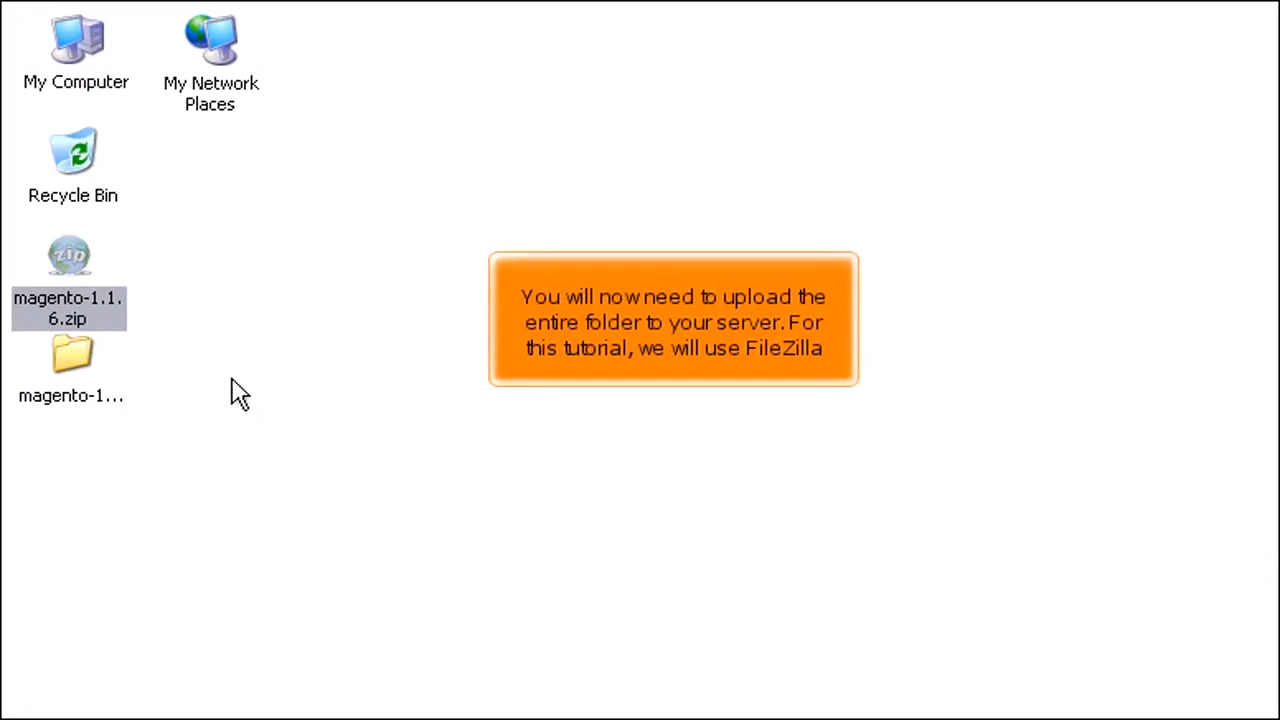 My Computer
My Network
Places
Recycle Bin
zip
magento-1.1.
6.zip
magento-1...
You will now need to upload the
entire folder to your server. For
this tutorial, we will use FileZilla